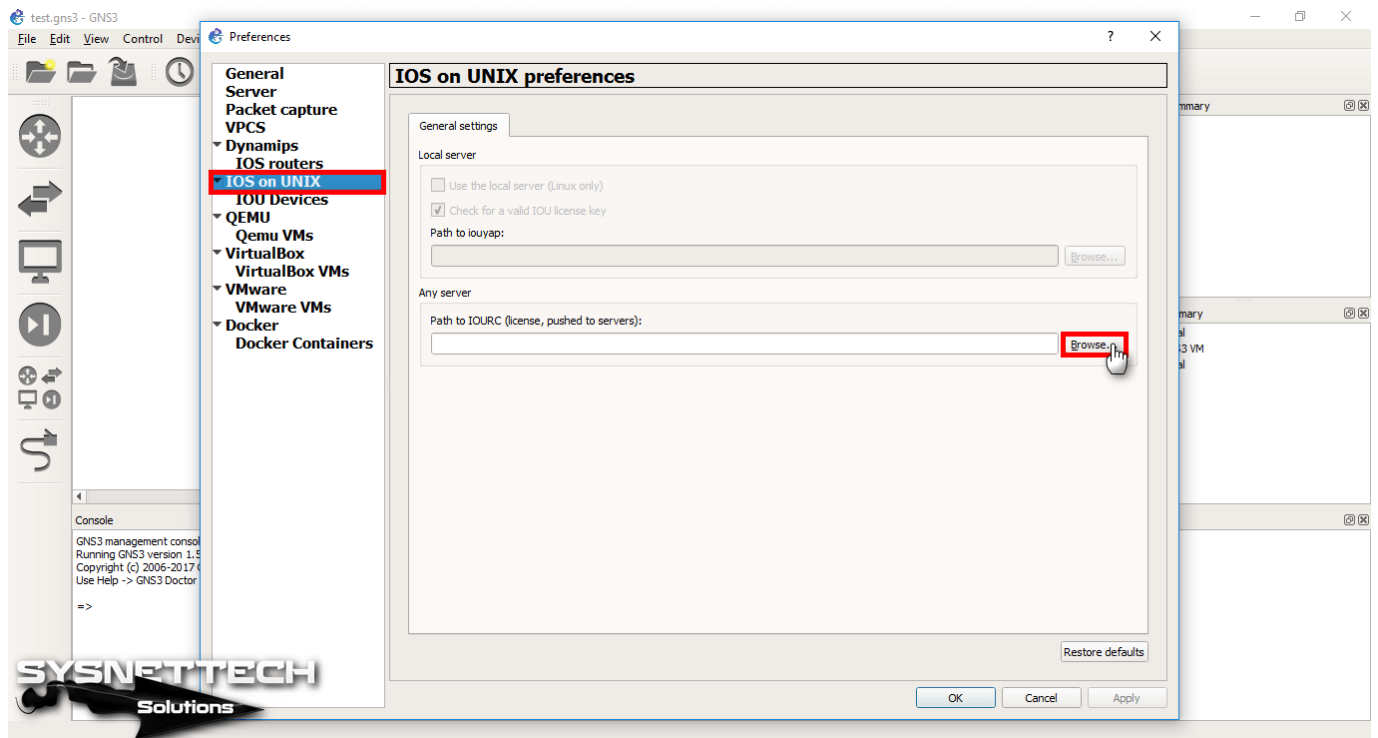 test.gns3 - GNS3
File Edit View Control Devi
Preferences
?
General
Server
Packet capture
VPCS
Dynamips
IOS routers
IOS on UNIX
IOU Devices
QEMU
Qemu VMs
VirtualBox
VirtualBox VMs
VMware
VMware VMs
Docker
Docker Containers
IOS on UNIX preferences
General settings
Local server
Use the local server (Linux only)
Check for a valid IOU license key
Path to iouyap:
Browse...
Any server
Path to IOURC (license, pushed to servers):
Browse...
Restore defaults
OK Cancel Apply
mmary
mary
al
S3 VM
al
Console
GNS3 management consol
Running GNS3 version 1.5
Copyright (c) 2006-2017
Use Help -> GNS3 Doctor
=>
SYSNETTECH
Solutions